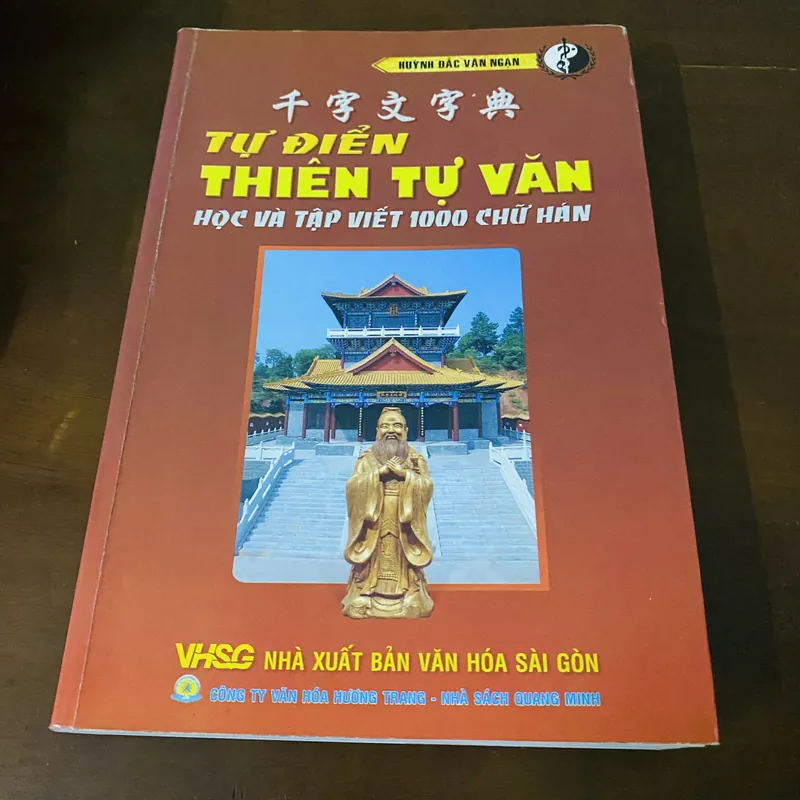 HUỲNH ĐẮC VĂN NGẠN
千字文字典
TỰ ĐIỂN
THIÊN TỰ VĂN
HỌC VÀ TẬP VIẾT 1000 CHỮ HÁN
VHSG NHÀ XUẤT BẢN VĂN HÓA SÀI GÒN
CÔNG TY VĂN HÓA HƯƠNG TRANG - NHÀ SÁCH QUANG MINH